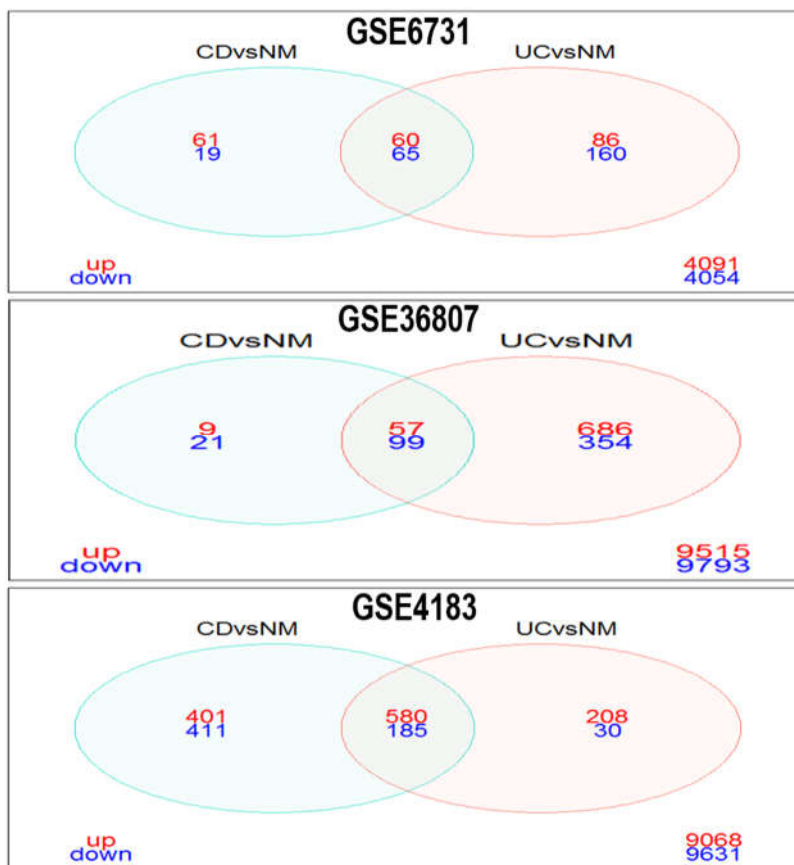 GSE6731
CDvsNM UCvsNM
61 60 86
19 65 160
up 4091
down 4054
GSE36807
CDvsNM UCvsNM
9 57 686
21 99 354
up 9515
down 9793
GSE4183
CDvsNM UCvsNM
401 580 208
411 185 30
up 9068
down 9631